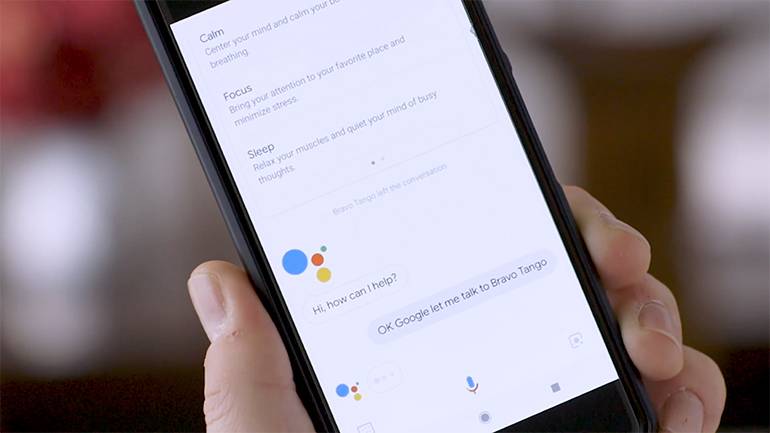 Calm
Center your mind and calm your
breathing.
Focus
Bring your attention to your favorite place and
minimize stress.
Sleep
Relax your muscles and quiet your mind of busy
thoughts.
Bravo Tango left the conversation
Hi, how can I help?
OK Google let me talk to Bravo Tango